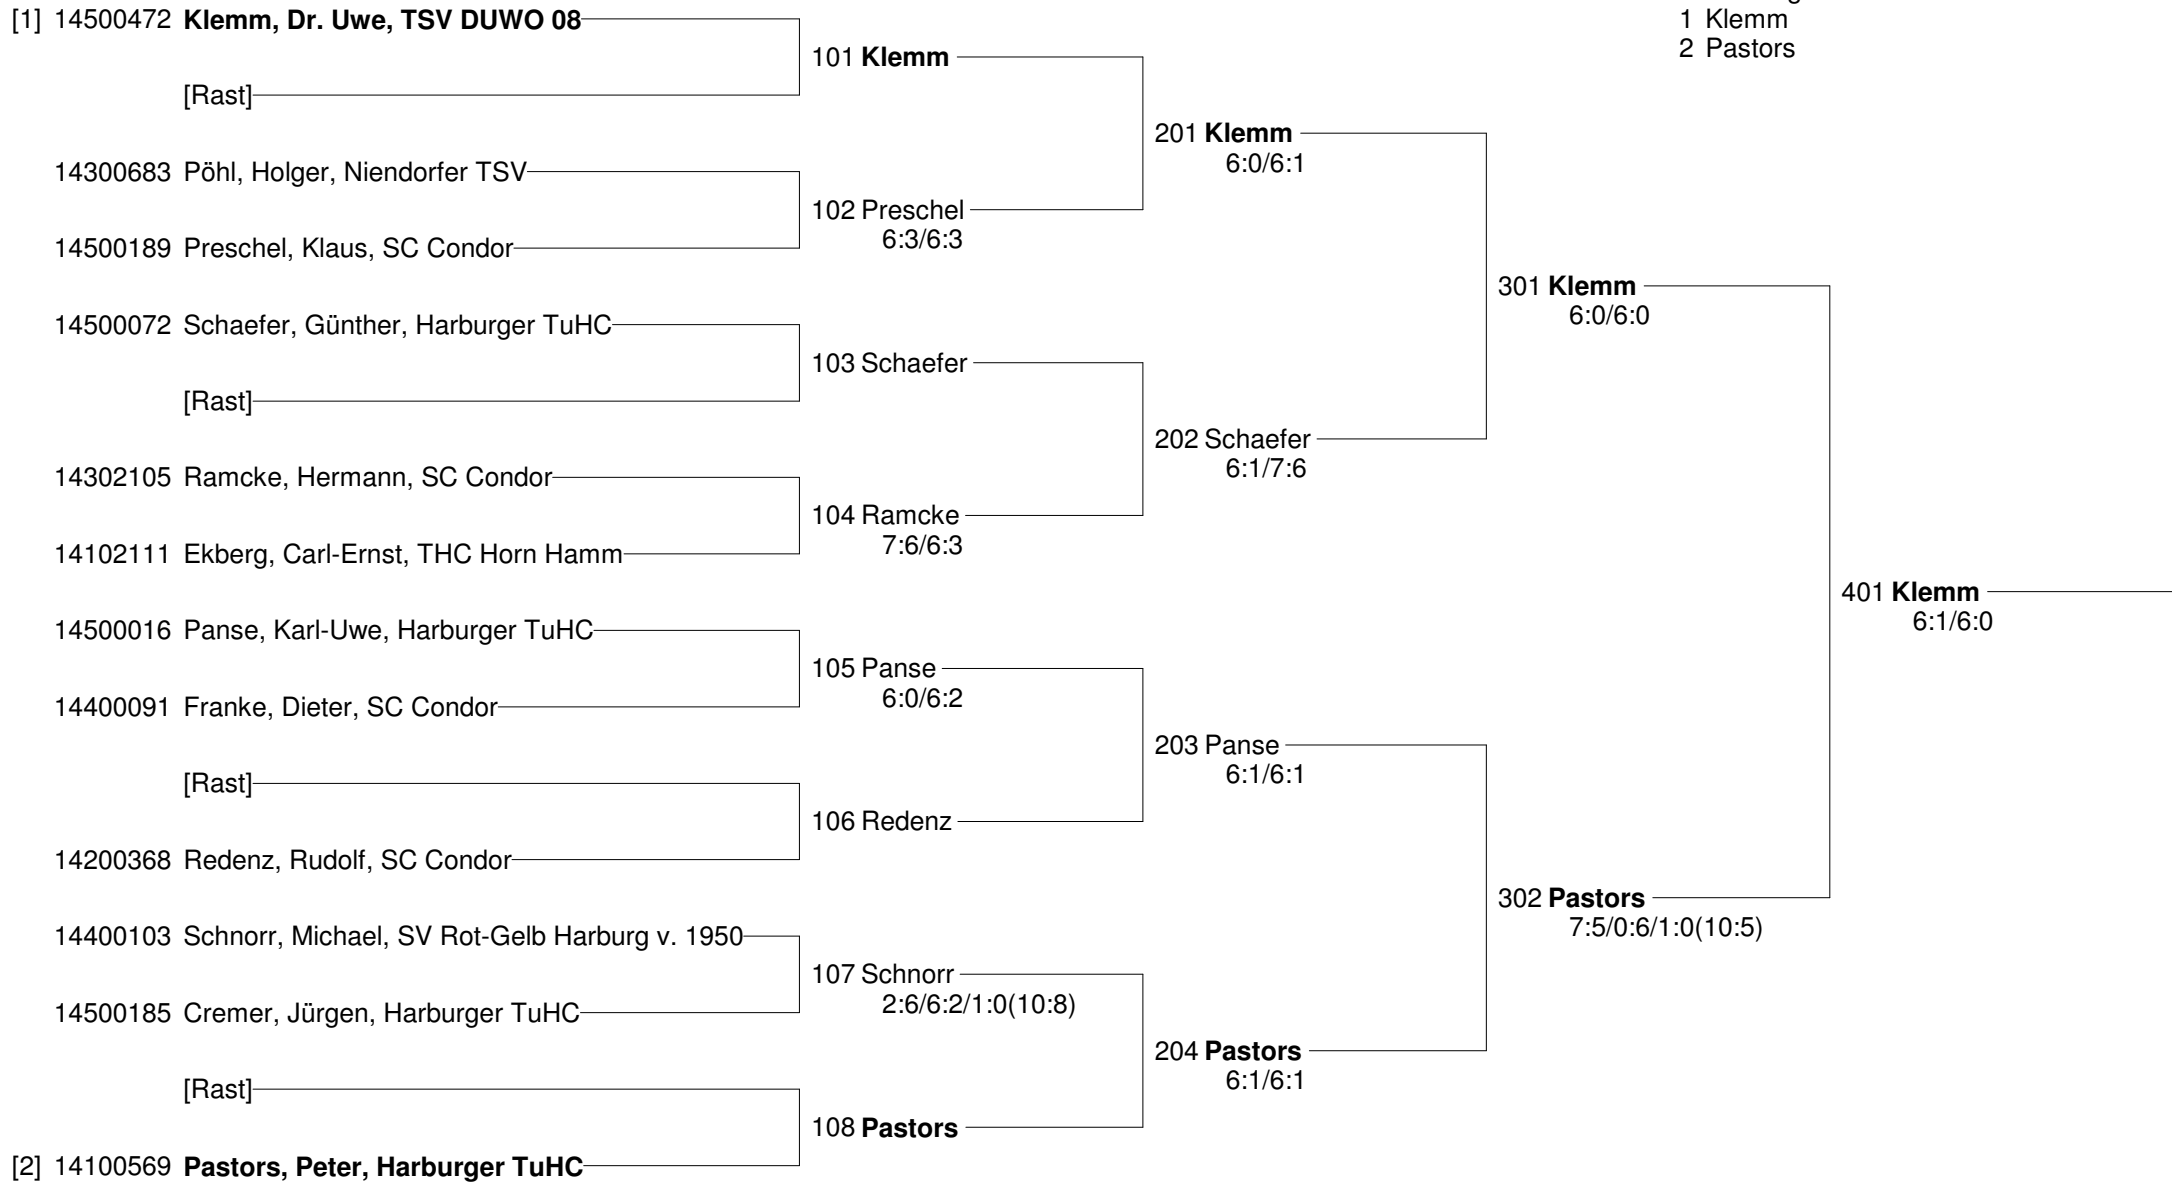 [1] 14500472 Klemm, Dr. Uwe, TSV DUWO 08
[Rast]
14300683 Pöhl, Holger, Niendorfer TSV
14500189 Preschel, Klaus, SC Condor
14500072 Schaefer, Günther, Harburger TuHC
[Rast]
14302105 Ramcke, Hermann, SC Condor
14102111 Ekberg, Carl-Ernst, THC Horn Hamm
14500016 Panse, Karl-Uwe, Harburger TuHC
14400091 Franke, Dieter, SC Condor
[Rast]
14200368 Redenz, Rudolf, SC Condor
14400103 Schnorr, Michael, SV Rot-Gelb Harburg v. 1950
14500185 Cremer, Jürgen, Harburger TuHC
[Rast]
[2] 14100569 Pastors, Peter, Harburger TuHC
101 Klemm
102 Preschel
6:3/6:3
103 Schaefer
104 Ramcke
7:6/6:3
105 Panse
6:0/6:2
106 Redenz
107 Schnorr
2:6/6:2/1:0(10:8)
108 Pastors
201 Klemm
6:0/6:1
202 Schaefer
6:1/7:6
203 Panse
6:1/6:1
204 Pastors
6:1/6:1
301 Klemm
6:0/6:0
302 Pastors
7:5/0:6/1:0(10:5)
401 Klemm
6:1/6:0
1 Klemm
2 Pastors